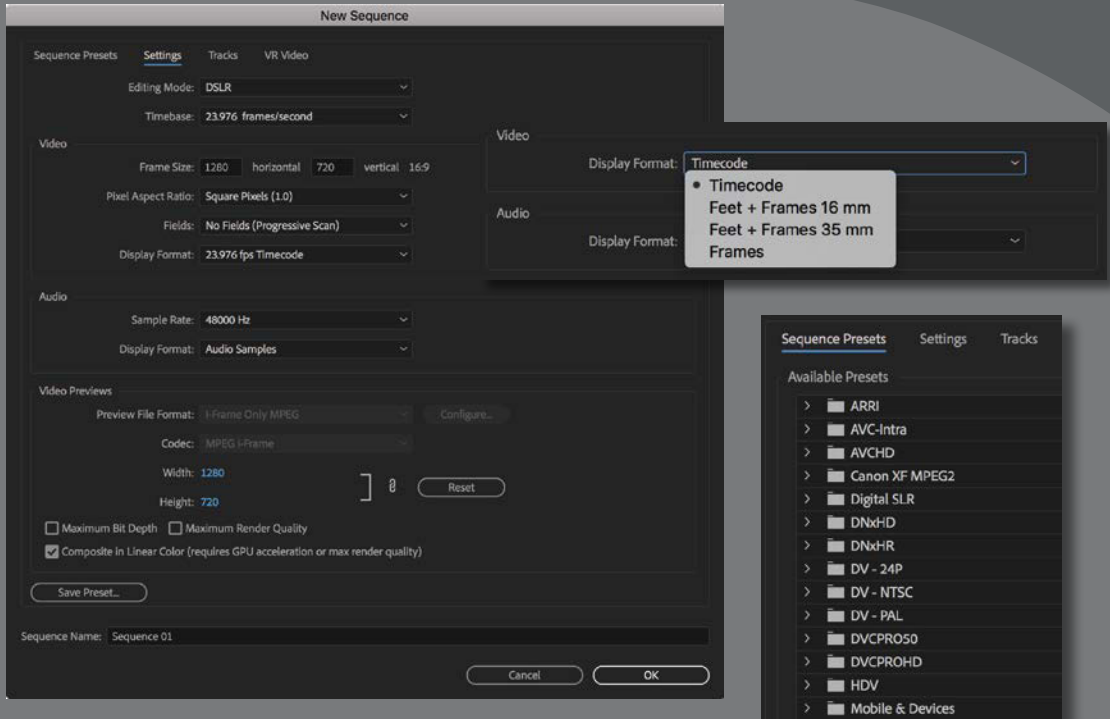 New Sequence
Sequence Presets Settings Tracks VR Video
Editing Mode: DSLR
Timebase: 23.976 frames/second
Video
Frame Size: 1280 horizontal 720 vertical 16:9
Pixel Aspect Ratio: Square Pixels (1.0)
Fields: No Fields (Progressive Scan)
Display Format: 23.976 fps Timecode
Audio
Sample Rate: 48000 Hz
Display Format: Audio Samples
Video Previews
Preview File Format: I-Frame Only MPEG Configure...
Codec: MPEG I-Frame
Width: 1280
Height: 720
Reset
Maximum Bit Depth Maximum Render Quality
Composite in Linear Color (requires GPU acceleration or max render quality)
Save Preset...
Sequence Name: Sequence 01
Cancel OK
Video
Display Format: Timecode
Timecode
Feet + Frames 16 mm
Feet + Frames 35 mm
Frames
Audio
Display Format:
Sequence Presets Settings Tracks
Available Presets
ARRI
AVC-Intra
AVCHD
Canon XF MPEG2
Digital SLR
DNxHD
DNxHR
DV - 24P
DV - NTSC
DV - PAL
DVCPRO50
DVCPROHD
HDV
Mobile & Devices